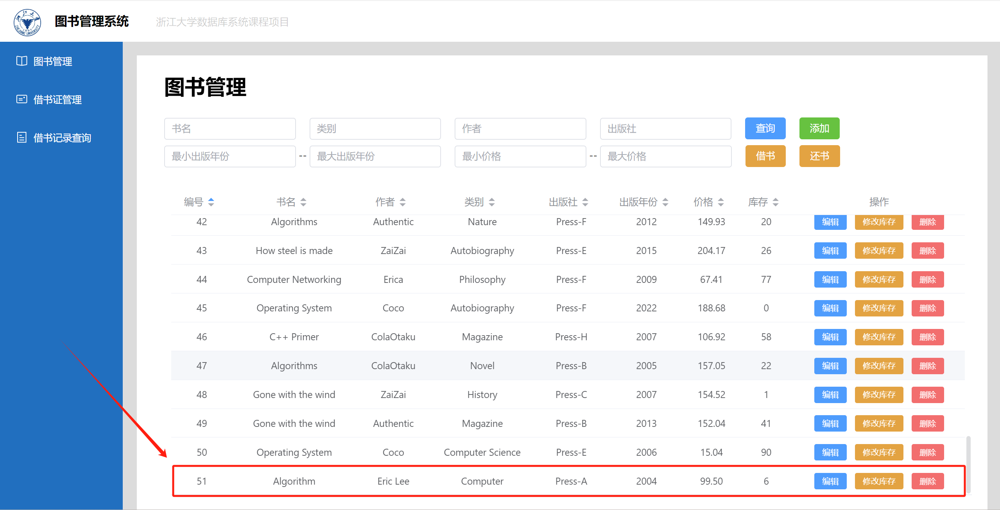 浙江大学
1897
ZHEJIANG UNIVERSITY
图书管理系统 浙江大学数据库系统课程项目
图书管理
借书证管理
借书记录查询
图书管理
书名 类别 作者 出版社 查询 添加
最小出版年份 -- 最大出版年份 最小价格 -- 最大价格 借书 还书
编号 书名 作者 类别 出版社 出版年份 价格 库存 操作
42 Algorithms Authentic Nature Press-F 2012 149.93 20 编辑 修改库存 删除
43 How steel is made ZaiZai Autobiography Press-E 2015 204.17 26 编辑 修改库存 删除
44 Computer Networking Erica Philosophy Press-F 2009 67.41 77 编辑 修改库存 删除
45 Operating System Coco Autobiography Press-F 2022 188.68 0 编辑 修改库存 删除
46 C++ Primer ColaOtaku Magazine Press-H 2007 106.92 58 编辑 修改库存 删除
47 Algorithms ColaOtaku Novel Press-B 2005 157.05 22 编辑 修改库存 删除
48 Gone with the wind ZaiZai History Press-C 2007 154.52 1 编辑 修改库存 删除
49 Gone with the wind Authentic Magazine Press-B 2013 152.04 41 编辑 修改库存 删除
50 Operating System Coco Computer Science Press-E 2006 15.04 90 编辑 修改库存 删除
51 Algorithm Eric Lee Computer Press-A 2004 99.50 6 编辑 修改库存 删除